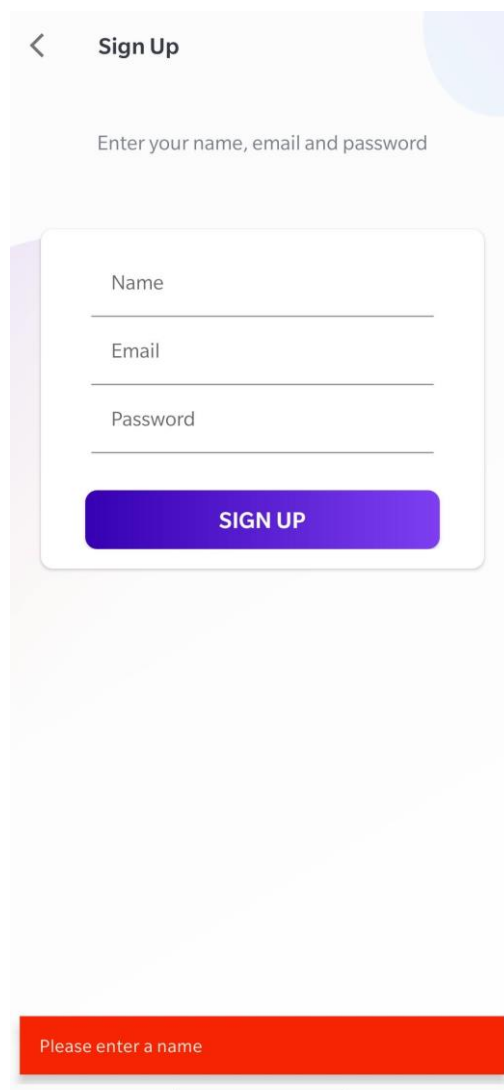 Sign Up
Enter your name, email and password
Name
Email
Password
SIGN UP
Please enter a name